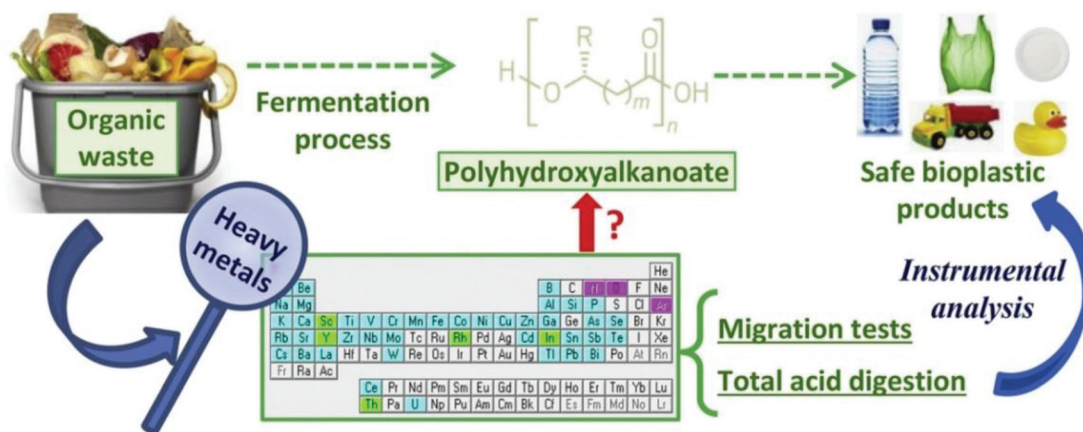 Organic
waste
Fermentation
process
R
O
H
O
m
OH
n
Polyhydroxyalkanoate
Safe bioplastic
products
Heavy
metals
?
He
Be B C N F Ne
Na Mg Al Si P S Cl Ar
K Ca Sc Ti V Cr Mn Fe Co Ni Cu Zn Ga Ge As Se Br Kr
Rb Sr Y Zr Nb Mo Tc Ru Rh Pd Ag Cd In Sn Sb Te I Xe
Cs Ba La Hf Ta W Re Os Ir Pt Au Hg Tl Pb Bi Po At Rn
Fr Ra Ac
Ce Pr Nd Pm Sm Eu Gd Tb Dy Ho Er Tm Yb Lu
Th Pa U Np Pu Am Cm Bk Cf Es Fm Md No Lr
Migration tests
Total acid digestion
Instrumental
analysis